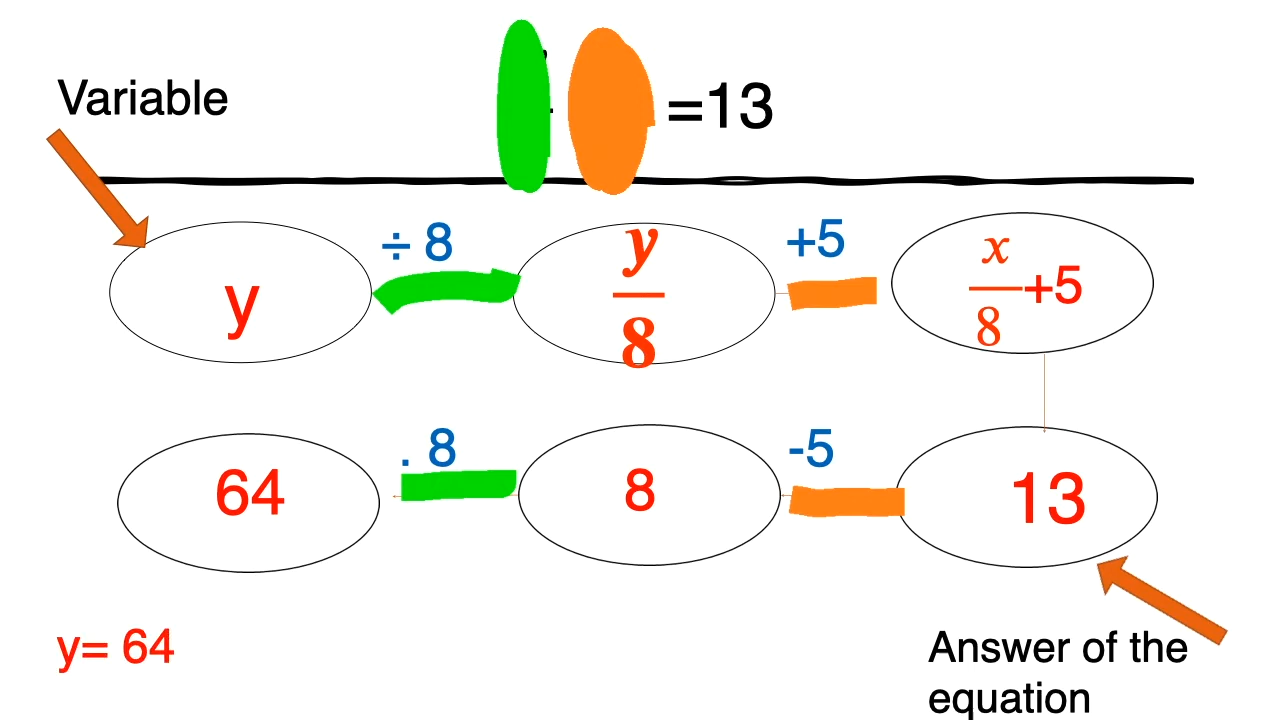 Variable
=13
÷ 8
+5
y
y
8
x
8
+5
. 8
-5
64
8
13
y= 64
Answer of the
equation